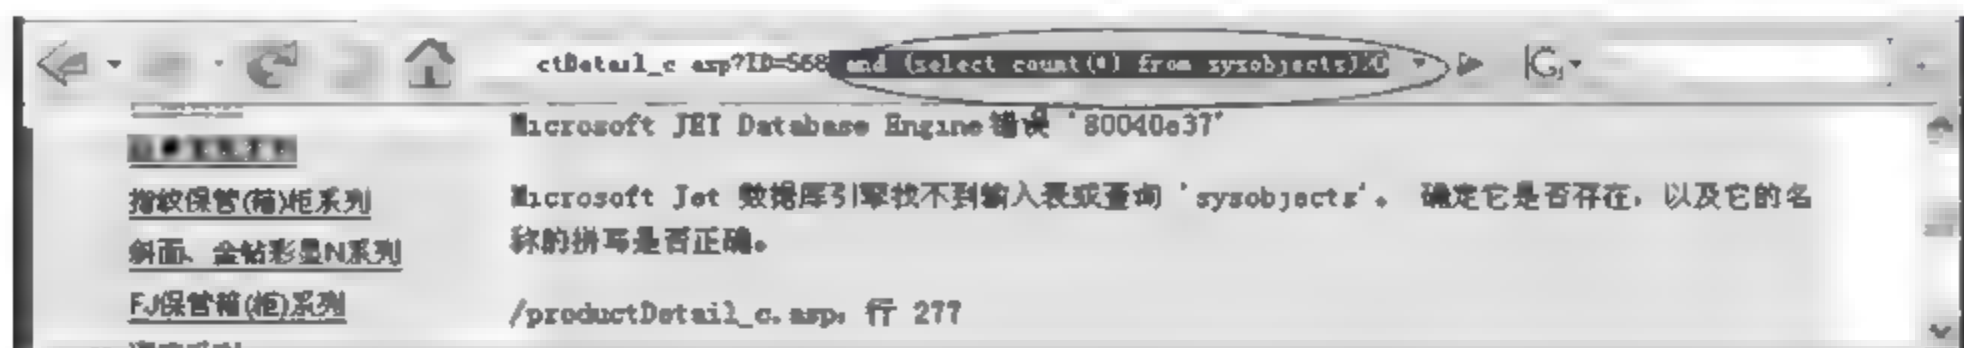 ctDetail_c asp?ID=568 and (select count(*) from sysobjects)>0
Microsoft JET Database Engine 错误 '80040e37'
Microsoft Jet 数据库引擎找不到输入表或查询 'sysobjects'。 确定它是否存在，以及它的名
称的拼写是否正确。
/productDetail_c.asp，行 277
指纹保管(箱)柜系列
斜面、金钻彩显N系列
FJ保管箱(柜)系列